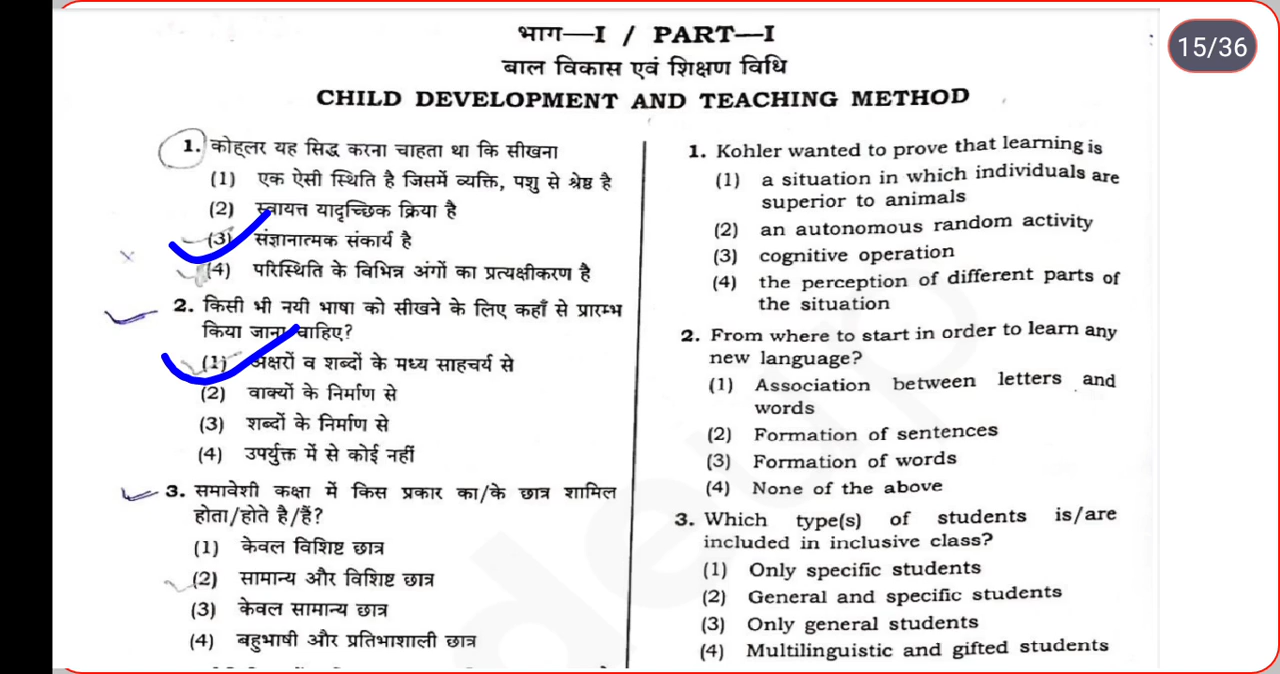 भाग—I / PART—I
15/36
बाल विकास एवं शिक्षण विधि
CHILD DEVELOPMENT AND TEACHING METHOD
1. कोहलर यह सिद्ध करना चाहता था कि सीखना
(1) एक ऐसी स्थिति है जिसमें व्यक्ति, पशु से श्रेष्ठ है
(2) स्वायत्त यादृच्छिक क्रिया है
(3) संज्ञानात्मक संकार्य है
(4) परिस्थिति के विभिन्न अंगों का प्रत्यक्षीकरण है
2. किसी भी नयी भाषा को सीखने के लिए कहाँ से प्रारम्भ
किया जाना चाहिए?
(1) अक्षरों व शब्दों के मध्य साहचर्य से
(2) वाक्यों के निर्माण से
(3) शब्दों के निर्माण से
(4) उपर्युक्त में से कोई नहीं
3. समावेशी कक्षा में किस प्रकार का/के छात्र शामिल
होता/होते है/हैं?
(1) केवल विशिष्ट छात्र
(2) सामान्य और विशिष्ट छात्र
(3) केवल सामान्य छात्र
(4) बहुभाषी और प्रतिभाशाली छात्र
1. Kohler wanted to prove that learning is
(1) a situation in which individuals are
superior to animals
(2) an autonomous random activity
(3) cognitive operation
(4) the perception of different parts of
the situation
2. From where to start in order to learn any
new language?
(1) Association between letters and
words
(2) Formation of sentences
(3) Formation of words
(4) None of the above
3. Which type(s) of students is/are
included in inclusive class?
(1) Only specific students
(2) General and specific students
(3) Only general students
(4) Multilinguistic and gifted students